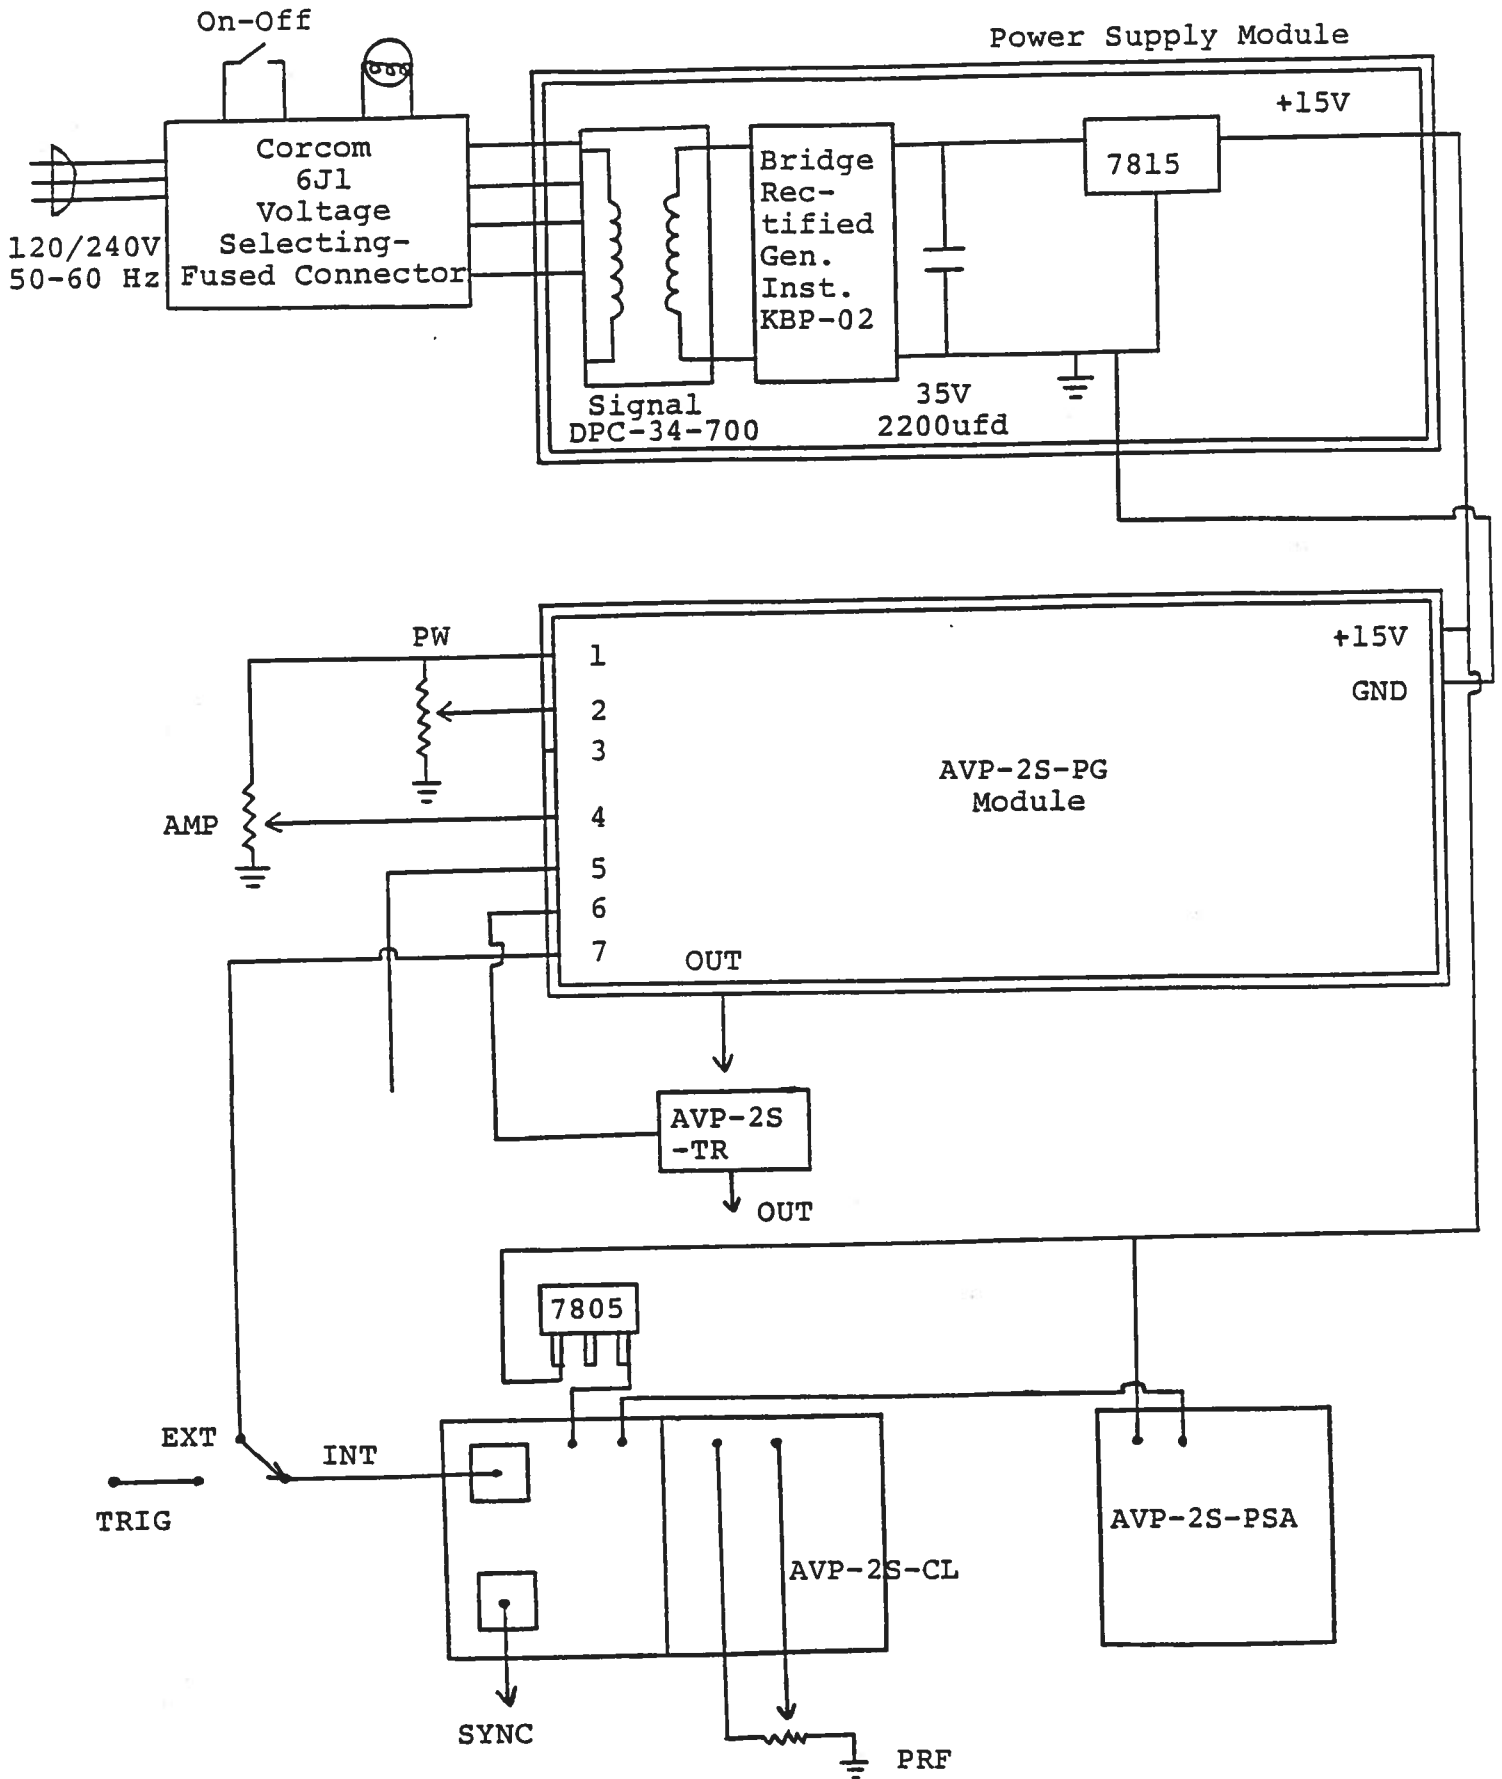 On-Off
Power Supply Module
+15V
Corcom
6J1
Voltage
Selecting-
Fused Connector
120/240V
50-60 Hz
Bridge
Rec-
tified
Gen.
Inst.
KBP-02
7815
Signal
DPC-34-700
35V
2200ufd
PW
1
2
3
4
5
6
7
+15V
GND
AVP-2S-PG
Module
AMP
OUT
AVP-2S
-TR
OUT
7805
EXT
INT
TRIG
AVP-2S-CL
AVP-2S-PSA
SYNC
PRF